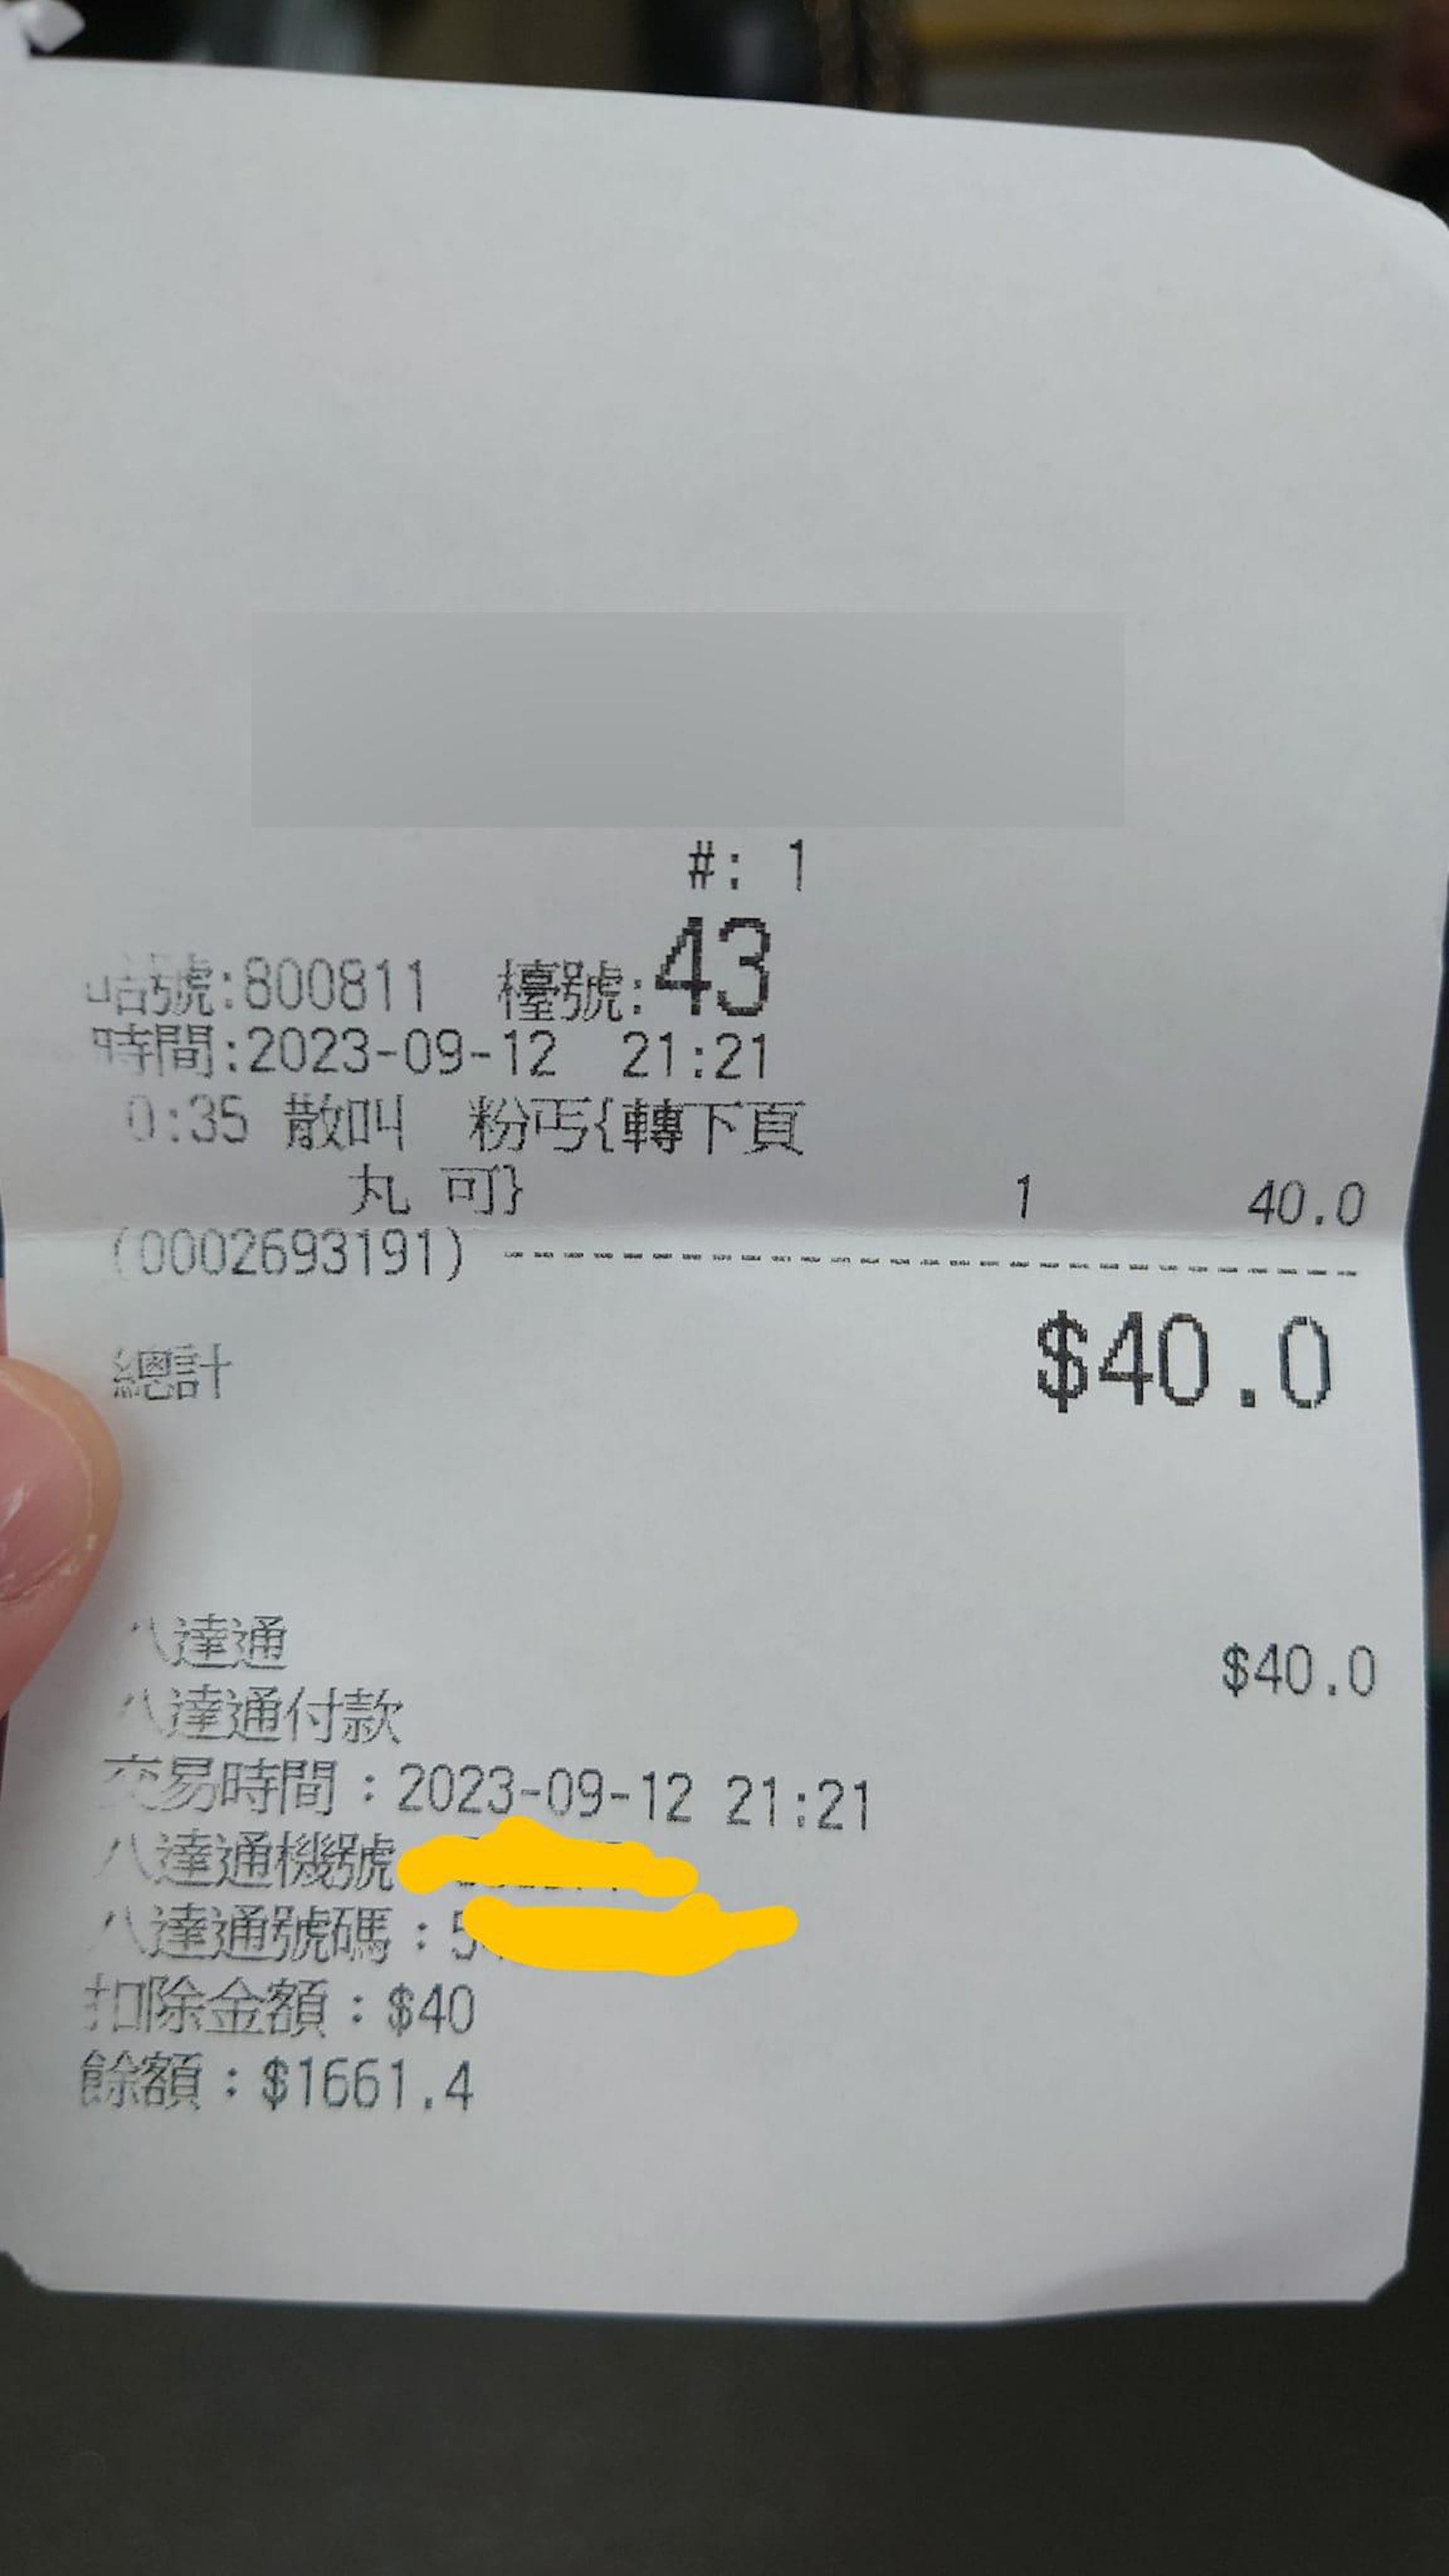 #: 1
站號:800811 檯號:43
時間:2023-09-12 21:21
0:35 散叫 粉丐{轉下頁
丸 可} 1 40.0
(0002693191) --------------------
總計 $40.0
八達通 $40.0
八達通付款
交易時間:2023-09-12 21:21
八達通機號
八達通號碼:5
扣除金額:$40
餘額:$1661.4